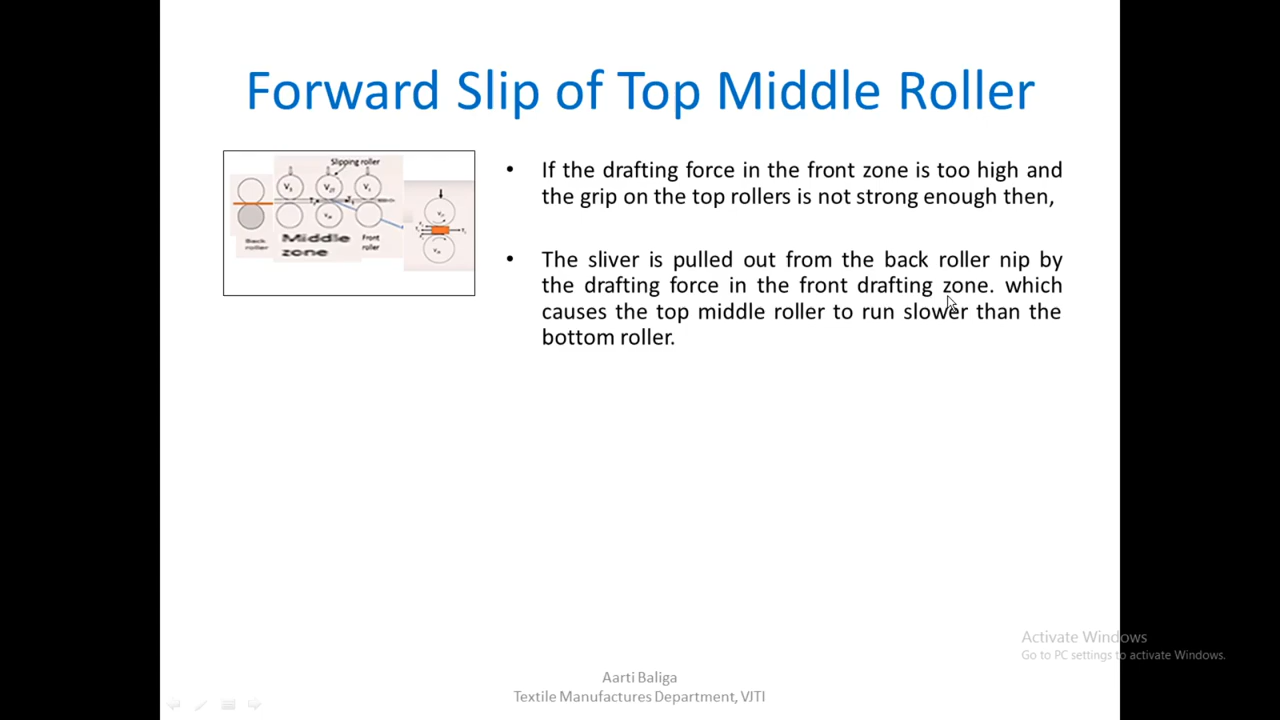 Forward Slip of Top Middle Roller
Slipping roller
Back
roller
Middle
zone
Front
roller
• If the drafting force in the front zone is too high and
the grip on the top rollers is not strong enough then,
• The sliver is pulled out from the back roller nip by
the drafting force in the front drafting zone. which
causes the top middle roller to run slower than the
bottom roller.
Activate Windows
Go to PC settings to activate Windows.
Aarti Baliga
Textile Manufactures Department, VJTI